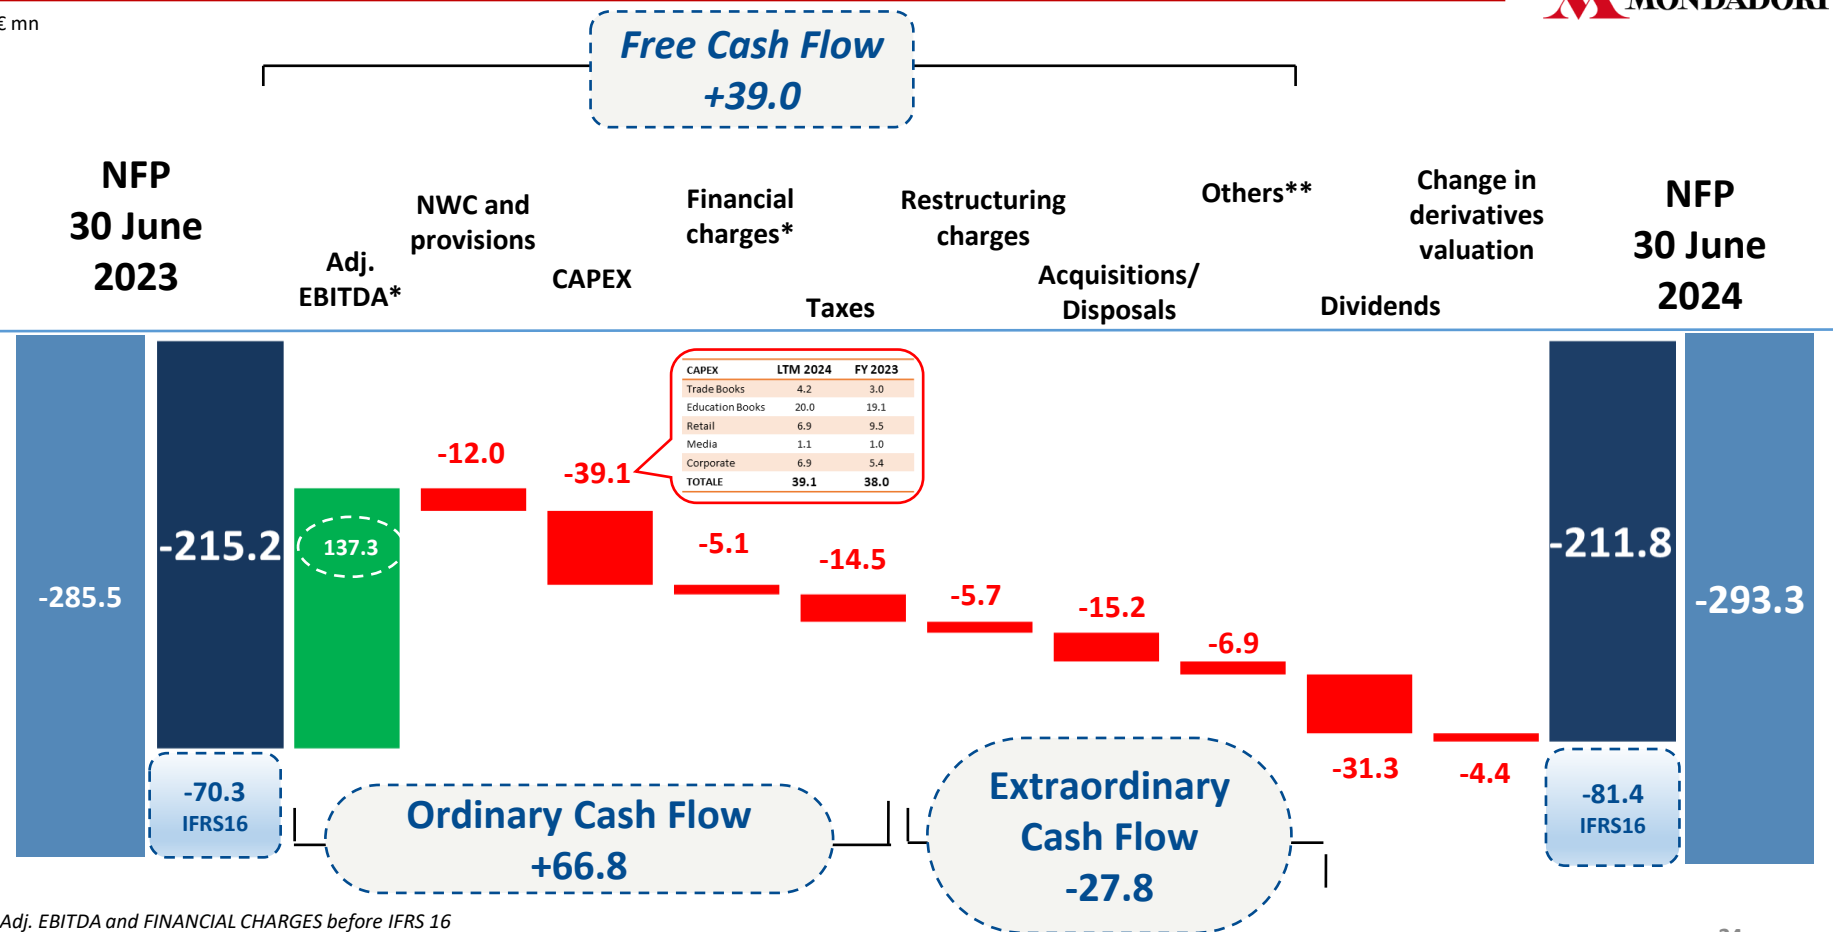 € mn
MONDADORI
Free Cash Flow
+39.0
NFP
30 June
2023
Adj.
EBITDA*
NWC and
provisions
CAPEX
Financial
charges*
Taxes
Restructuring
charges
Acquisitions/
Disposals
Others**
Dividends
Change in
derivatives
valuation
NFP
30 June
2024
CAPEX LTM 2024 FY 2023
Trade Books 4.2 3.0
Education Books 20.0 19.1
Retail 6.9 9.5
Media 1.1 1.0
Corporate 6.9 5.4
TOTALE 39.1 38.0
-285.5
-215.2
137.3
-12.0
-39.1
-5.1
-14.5
-5.7
-15.2
-6.9
-31.3
-4.4
-211.8
-293.3
-70.3
IFRS16
Ordinary Cash Flow
+66.8
Extraordinary
Cash Flow
-27.8
-81.4
IFRS16
Adj. EBITDA and FINANCIAL CHARGES before IFRS 16